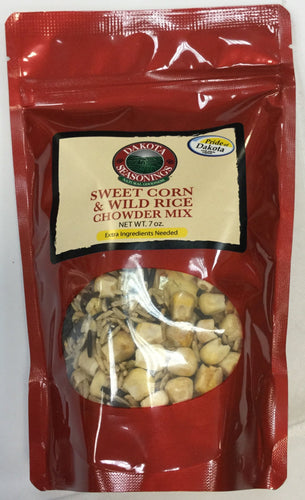 DAKOTA
SEASONINGS
Pride of
Dakota
SWEET CORN
& WILD RICE
CHOWDER MIX
NET WT. 7 oz.
Extra Ingredients Needed